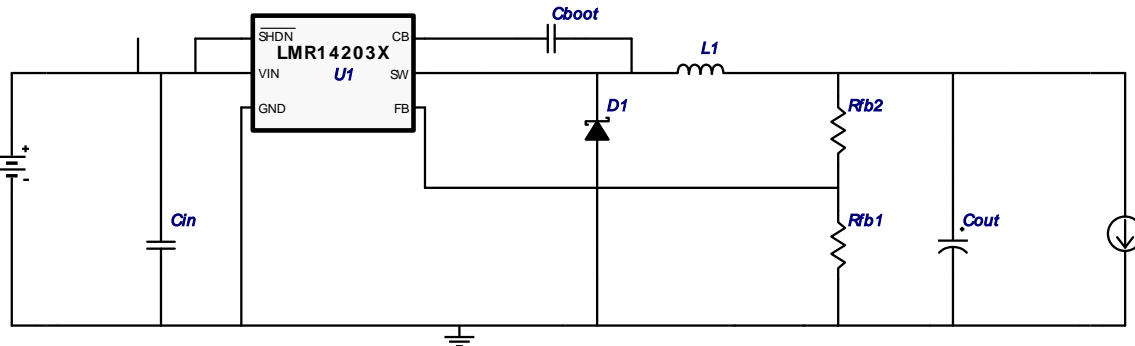 Cboot
SHDN
CB
LMR14203X
L1
VIN
U1
SW
GND
FB
D1
Rfb2
+
-
Cin
Rfb1
Cout